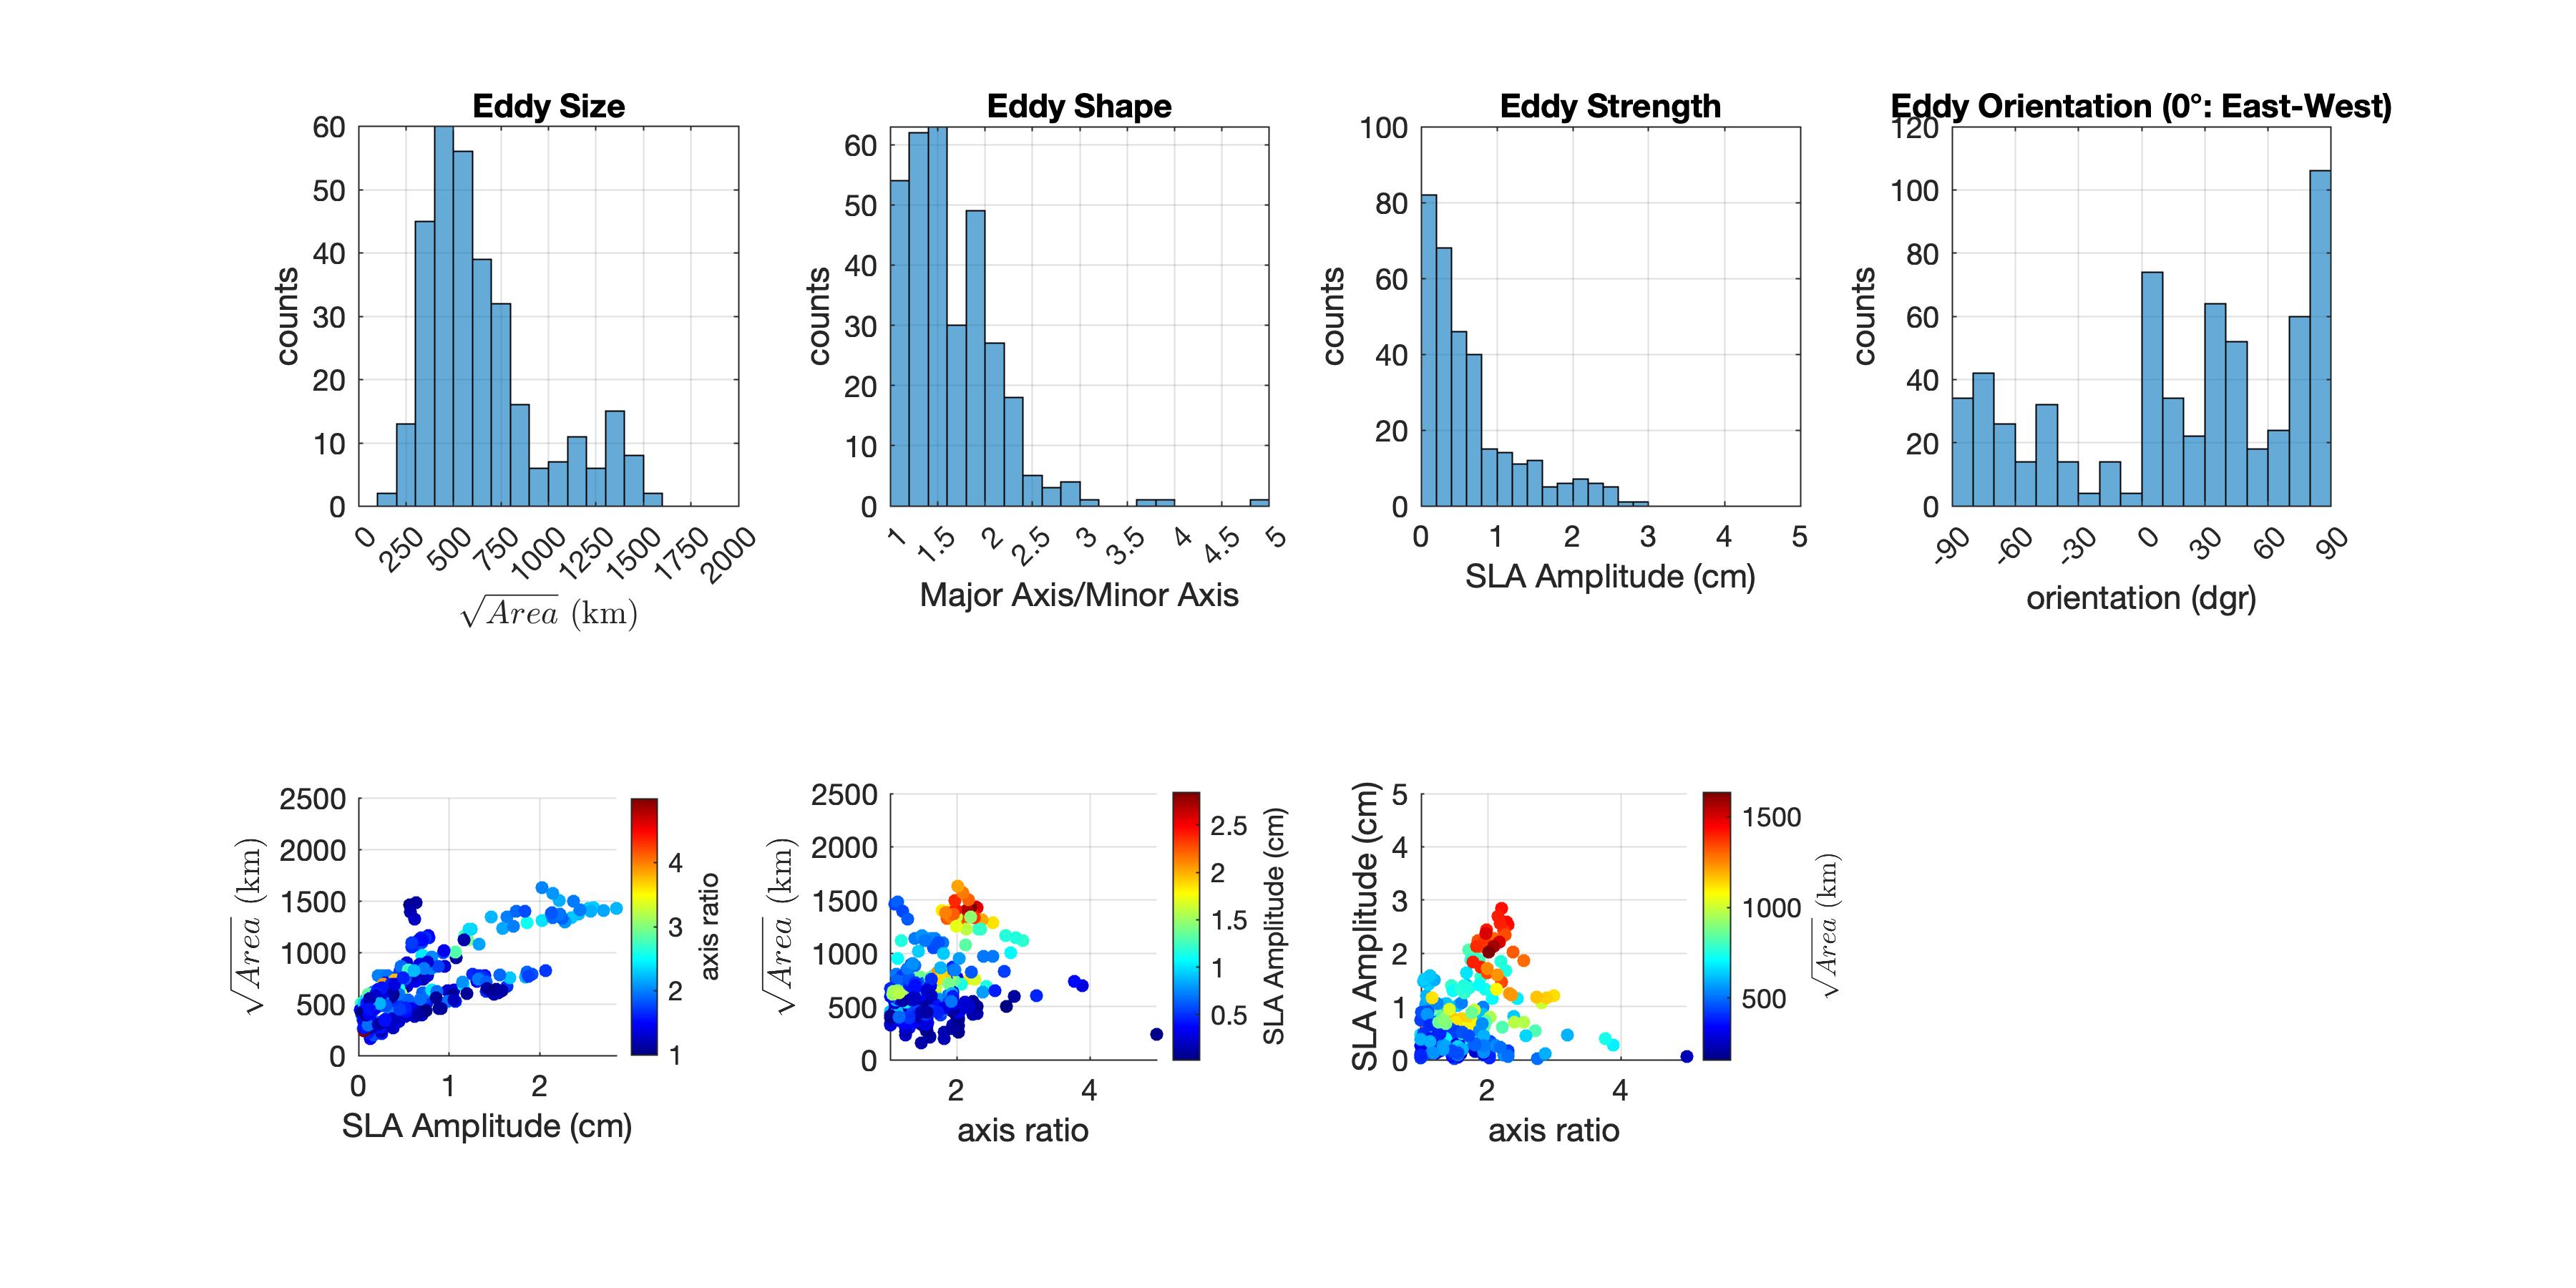 Eddy Size
60
50
40
30
20
10
0
counts
0 250 500 750 1000 1250 1500 1750 2000
√Area (km)
Eddy Shape
60
50
40
30
20
10
0
counts
1 1.5 2 2.5 3 3.5 4 4.5 5
Major Axis/Minor Axis
Eddy Strength
100
80
60
40
20
0
counts
0 1 2 3 4 5
SLA Amplitude (cm)
Eddy Orientation (0°: East-West)
120
100
80
60
40
20
0
counts
-90 -60 -30 0 30 60 90
orientation (dgr)
2500
2000
1500
1000
500
0
√Area (km)
0 1 2
SLA Amplitude (cm)
4
3
2
1
axis ratio
2500
2000
1500
1000
500
0
√Area (km)
2 4
axis ratio
2.5
2
1.5
1
0.5
SLA Amplitude (cm)
5
4
3
2
1
0
SLA Amplitude (cm)
2 4
axis ratio
1500
1000
500
√Area (km)